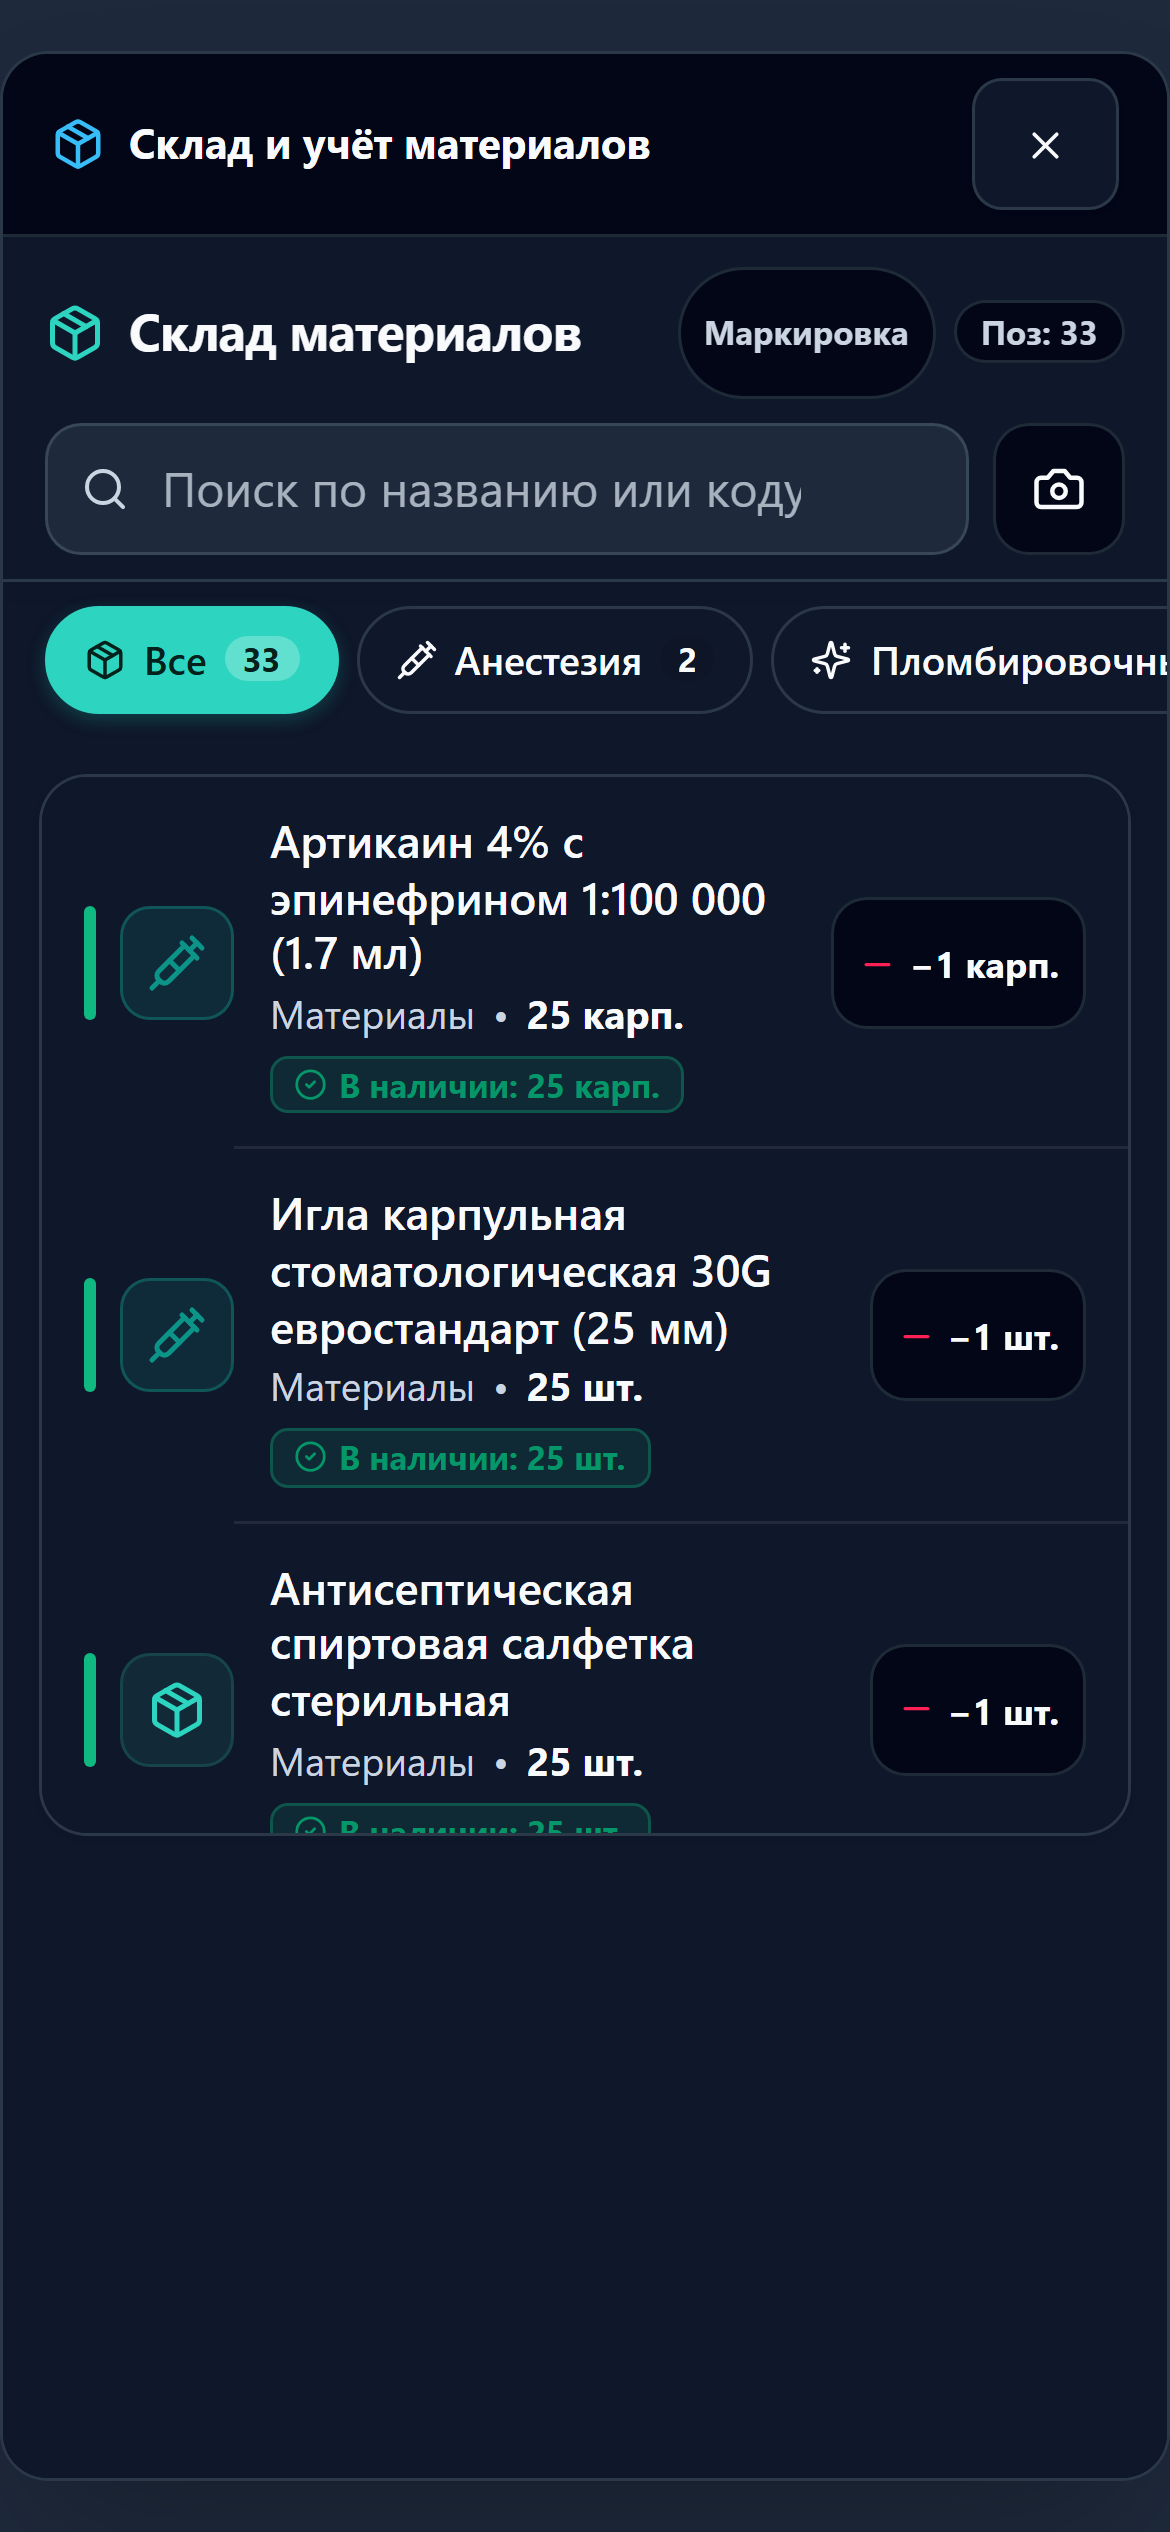 Склад и учёт материалов
Склад материалов
Маркировка
Поз: 33
Поиск по названию или коду
Все 33
Анестезия 2
Пломбировочн
Артикаин 4% с
эпинефрином 1:100 000
(1.7 мл)
Материалы • 25 карп.
В наличии: 25 карп.
−1 карп.
Игла карпульная
стоматологическая 30G
евростандарт (25 мм)
Материалы • 25 шт.
В наличии: 25 шт.
−1 шт.
Антисептическая
спиртовая салфетка
стерильная
Материалы • 25 шт.
В наличии: 25 шт.
−1 шт.